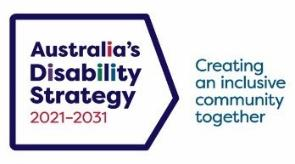 Australia's
Disability
Strategy
2021–2031
Creating
an inclusive
community
together